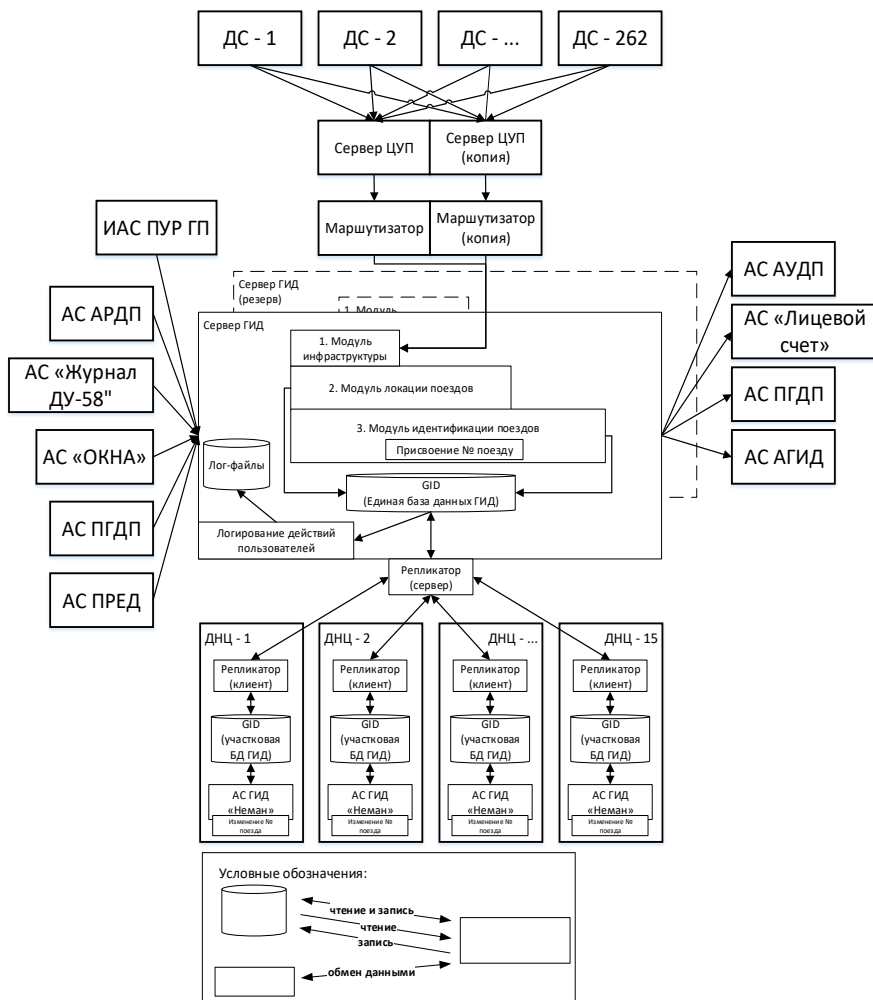 ДС - 1
ДС - 2
ДС - ...
ДС - 262
Сервер ЦУП
Сервер ЦУП
(копия)
Маршутизатор
Маршутизатор
(копия)
ИАС ПУР ГП
АС АРДП
АС «Журнал
ДУ-58"
АС «ОКНА»
АС ПГДП
АС ПРЕД
Сервер ГИД
(резерв)
1. Модуль
Сервер ГИД
1. Модуль
инфраструктуры
2. Модуль локации поездов
3. Модуль идентификации поездов
Присвоение № поезду
Лог-файлы
GID
(Единая база данных ГИД)
Логирование действий
пользователей
АС АУДП
АС «Лицевой
счет»
АС ПГДП
АС АГИД
Репликатор
(сервер)
ДНЦ - 1
Репликатор
(клиент)
GID
(участковая
БД ГИД)
АС ГИД
«Неман»
Изменение №
поезда
ДНЦ - 2
Репликатор
(клиент)
GID
(участковая
БД ГИД)
АС ГИД
«Неман»
Изменение №
поезда
ДНЦ - ...
Репликатор
(клиент)
GID
(участковая
БД ГИД)
АС ГИД
«Неман»
Изменение №
поезда
ДНЦ - 15
Репликатор
(клиент)
GID
(участковая
БД ГИД)
АС ГИД
«Неман»
Изменение №
поезда
Условные обозначения:
чтение и запись
чтение
запись
обмен данными